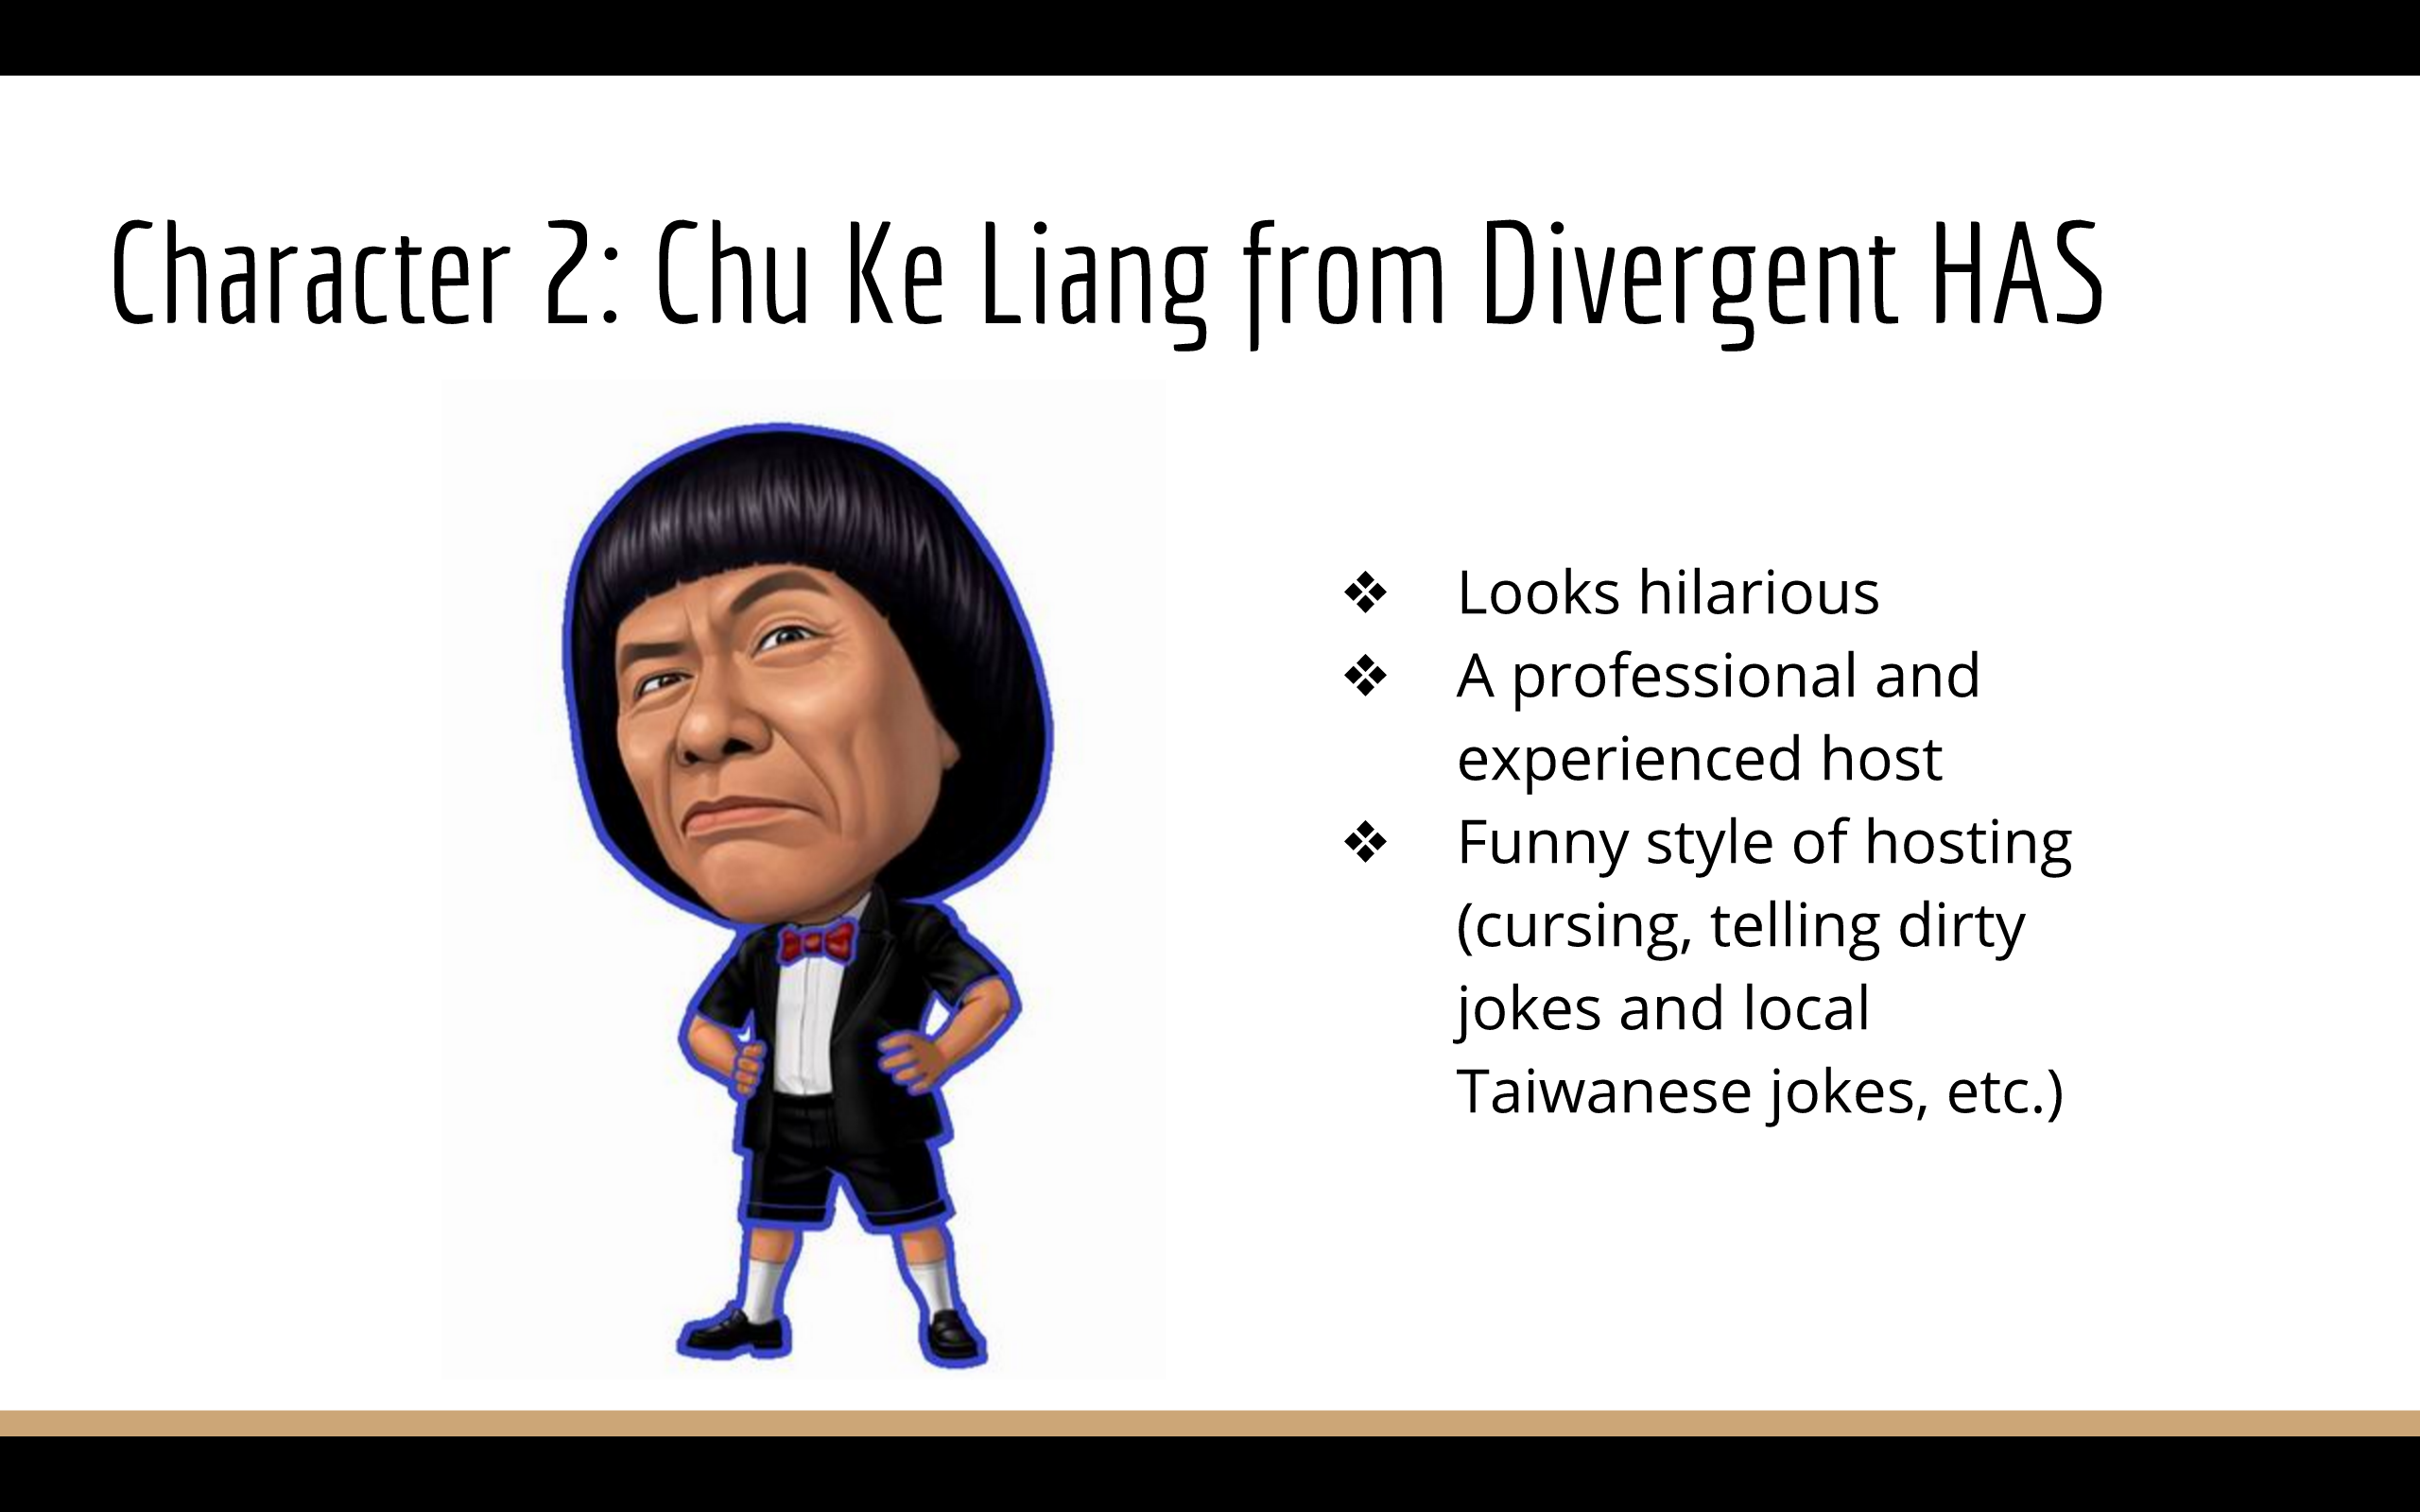 Character 2: Chu Ke Liang from Divergent HAS
❖ Looks hilarious
❖ A professional and
experienced host
❖ Funny style of hosting
(cursing, telling dirty
jokes and local
Taiwanese jokes, etc.)